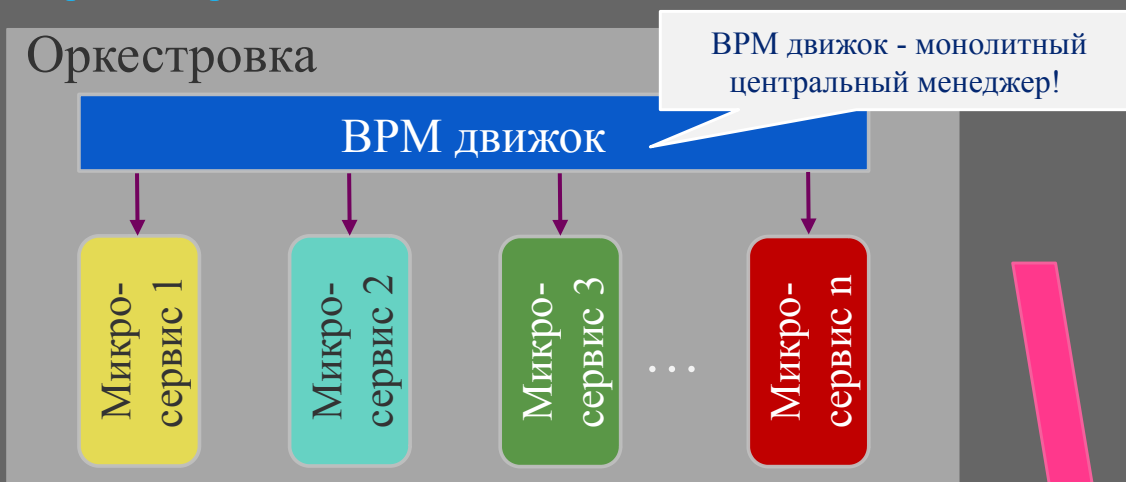 Оркестровка
BPM движок - монолитный
центральный менеджер!
BPM движок
Микро-
сервис 1
Микро-
сервис 2
Микро-
сервис 3
...
Микро-
сервис n